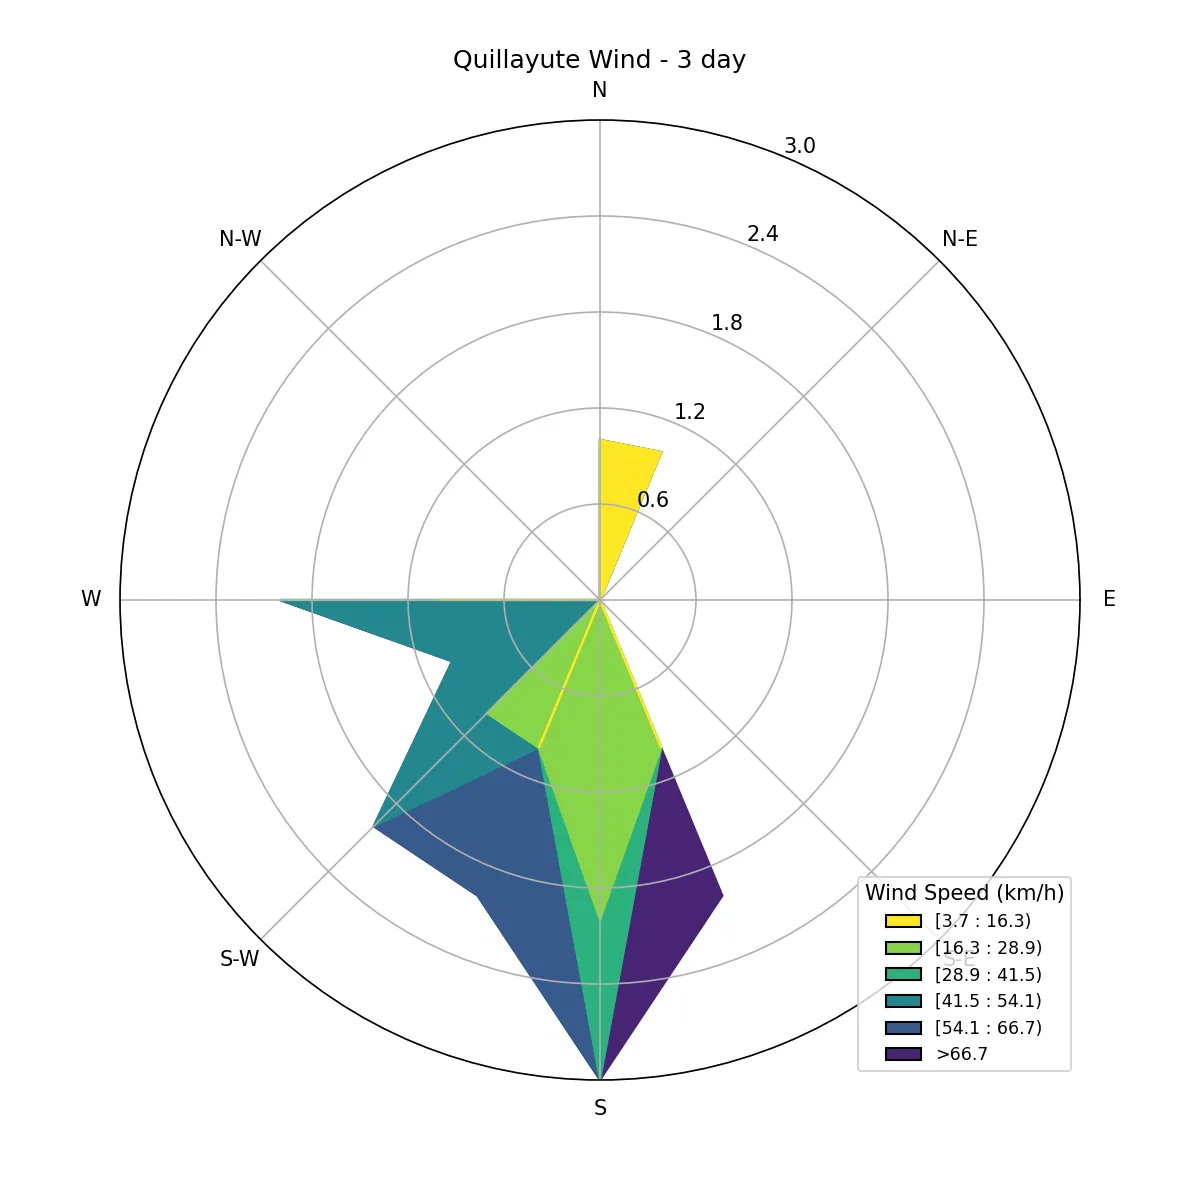 Quillayute Wind - 3 day
N
3.0
N-W
2.4
N-E
1.8
1.2
0.6
W
E
Wind Speed (km/h)
[3.7 : 16.3)
[16.3 : 28.9)
S-W
S-E
[28.9 : 41.5)
[41.5 : 54.1)
[54.1 : 66.7)
>66.7
S